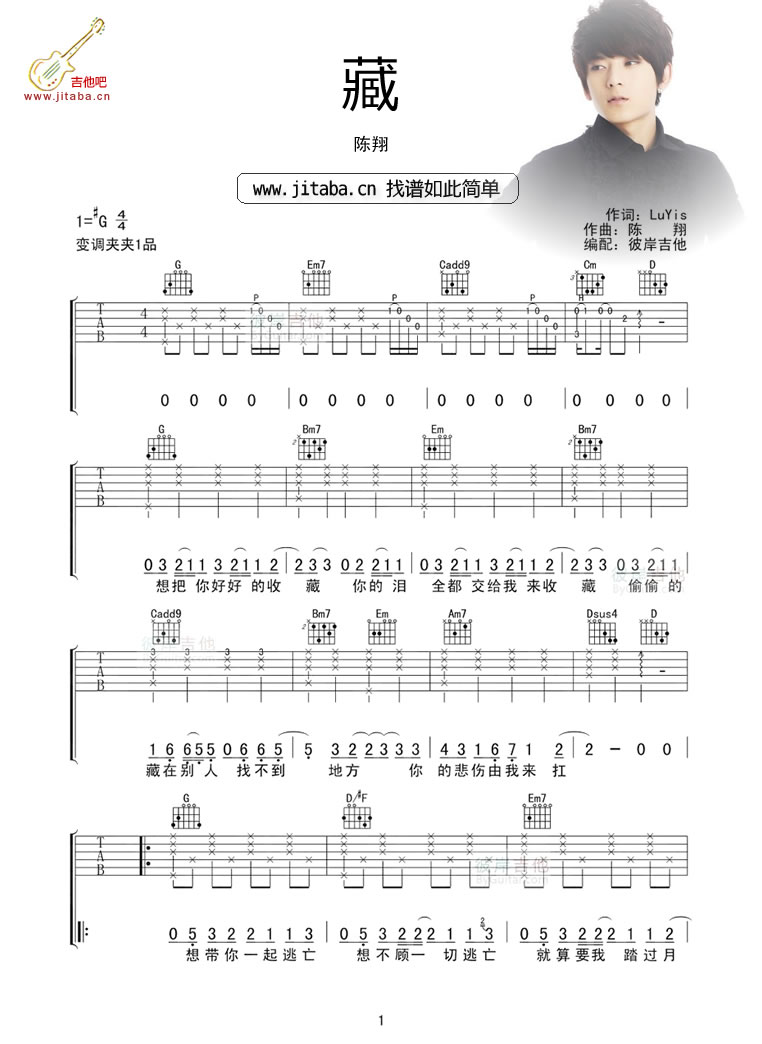 吉他吧
www.jitaba.cn
藏
陈翔
www.jitaba.cn 找谱如此简单
1=♯G 4/4
变调夹夹1品
作词：LuYis
作曲：陈 翔
编配：彼岸吉他
G Em7 Cadd9 Cm D
P P P H
T A B 4 4
0 0 0 0 | 0 0 0 0 | 0 0 0 0 | 0 0 0 0
G Bm7 Em Bm7
T A B
0 3 2 1 1 3 2 1 1 1 2 | 2 3 3 0 2 1 2 | 0 3 2 1 1 3 2 1 1 1 2 | 2 3 3 0 3 2 1 1
想把 你好好 的收 藏 你的 泪 全都 交给我 来收 藏 偷偷 的
Cadd9 Bm7 Em Am7 Dsus4 D
T A B
1 6 6 5 5 0 6 6 5 | 5 3 2 2 3 3 3 3 | 4 3 1 6 7 1 2 | 2 - 0 0
藏在别 人 找不到 地方 你 的悲伤由我来 扛
G D/♯F Em7
T A B
0 5 3 2 2 1 1 3 | 0 5 3 2 2 2 1 1 3 | 0 5 3 2 2 2 1 1 3
想带你一起逃亡 想不顾一 切逃亡 就算要我 踏过月
彼岸吉他
ByGuitar.com
1